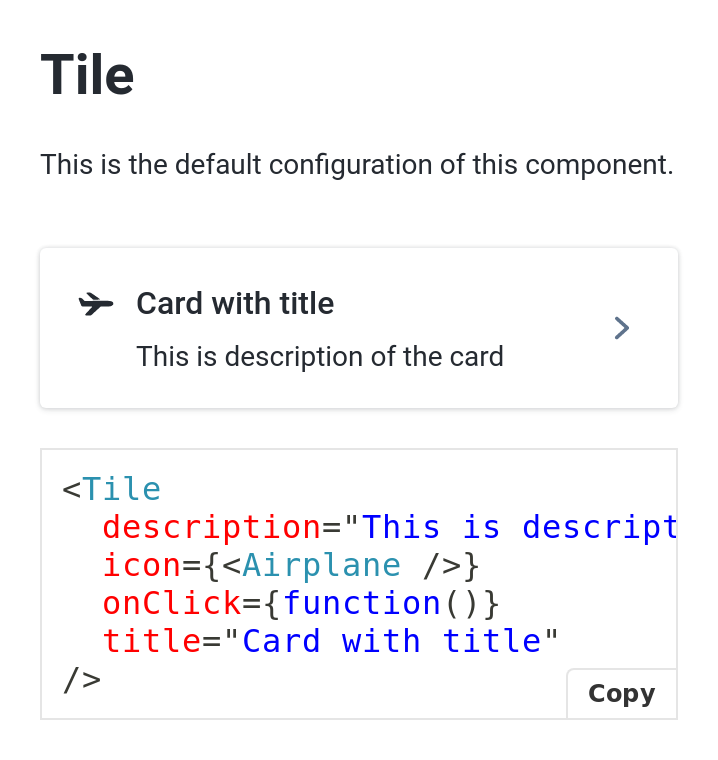 Tile
This is the default configuration of this component.
Card with title
This is description of the card
<Tile
  description="This is descript
  icon={<Airplane />}
  onClick={function()}
  title="Card with title"
/>
Copy